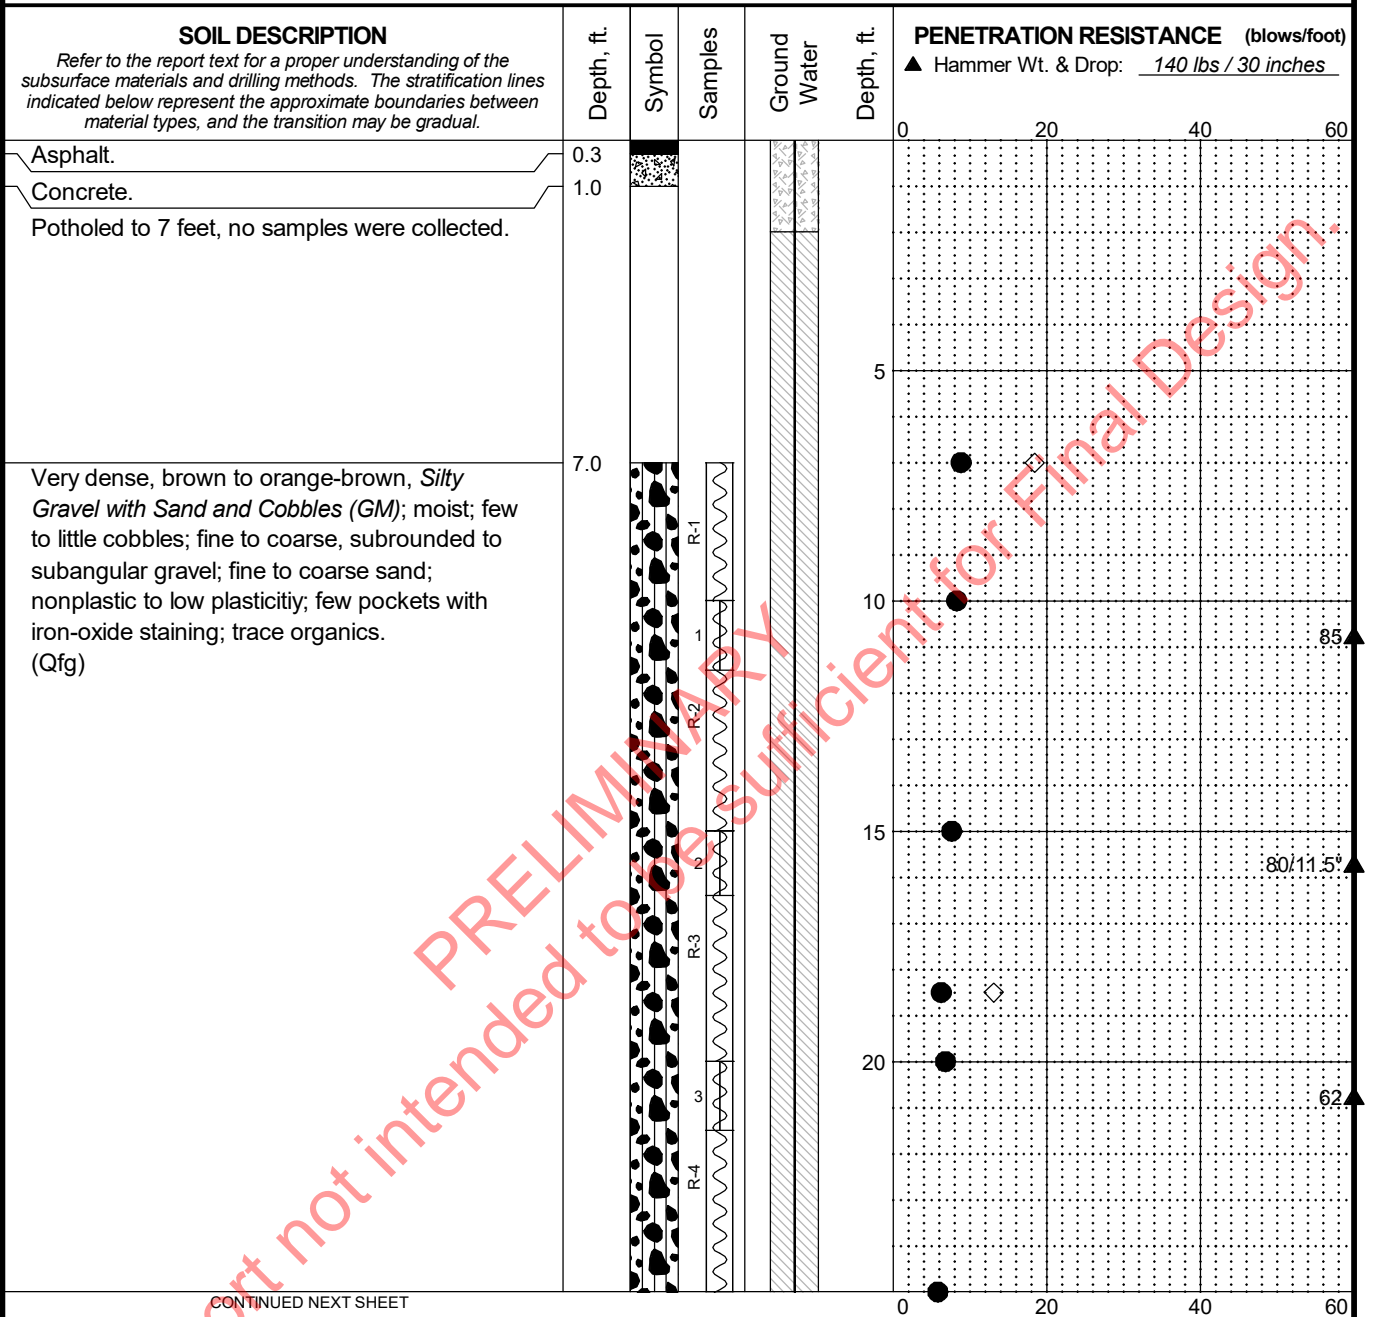 SOIL DESCRIPTION
Refer to the report text for a proper understanding of the
subsurface materials and drilling methods. The stratification lines
indicated below represent the approximate boundaries between
material types, and the transition may be gradual.
Depth, ft.
Symbol
Samples
Ground
Water
Depth, ft.
PENETRATION RESISTANCE (blows/foot)
▲ Hammer Wt. & Drop: 140 lbs / 30 inches
0 20 40 60
Asphalt.
0.3
Concrete.
1.0
Potholed to 7 feet, no samples were collected.
5
7.0
Very dense, brown to orange-brown, Silty
Gravel with Sand and Cobbles (GM); moist; few
to little cobbles; fine to coarse, subrounded to
subangular gravel; fine to coarse sand;
nonplastic to low plasticitiy; few pockets with
iron-oxide staining; trace organics.
(Qfg)
R-1
10
1
85
R-2
15
2
80/11.5"
R-3
20
3
62
R-4
CONTINUED NEXT SHEET
0 20 40 60
PRELIMINARY
ort not intended to be sufficient for Final Design.